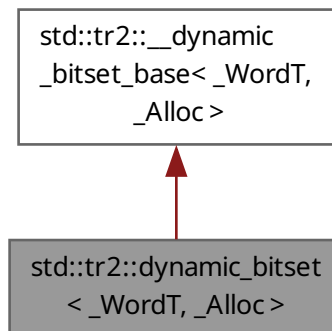 std::tr2::__dynamic
_bitset_base< _WordT,
_Alloc >
std::tr2::dynamic_bitset
< _WordT, _Alloc >